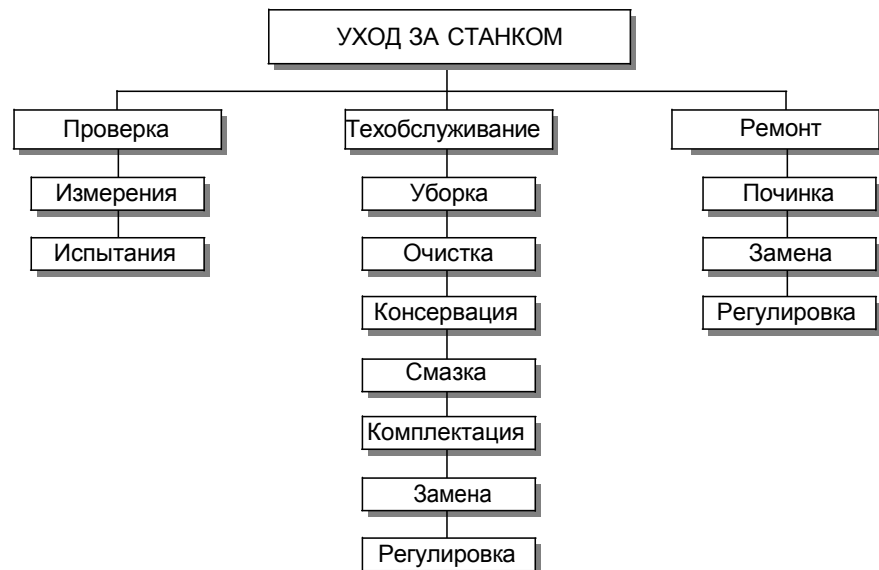 УХОД ЗА СТАНКОМ
Проверка
Измерения
Испытания
Техобслуживание
Уборка
Очистка
Консервация
Смазка
Комплектация
Замена
Регулировка
Ремонт
Починка
Замена
Регулировка